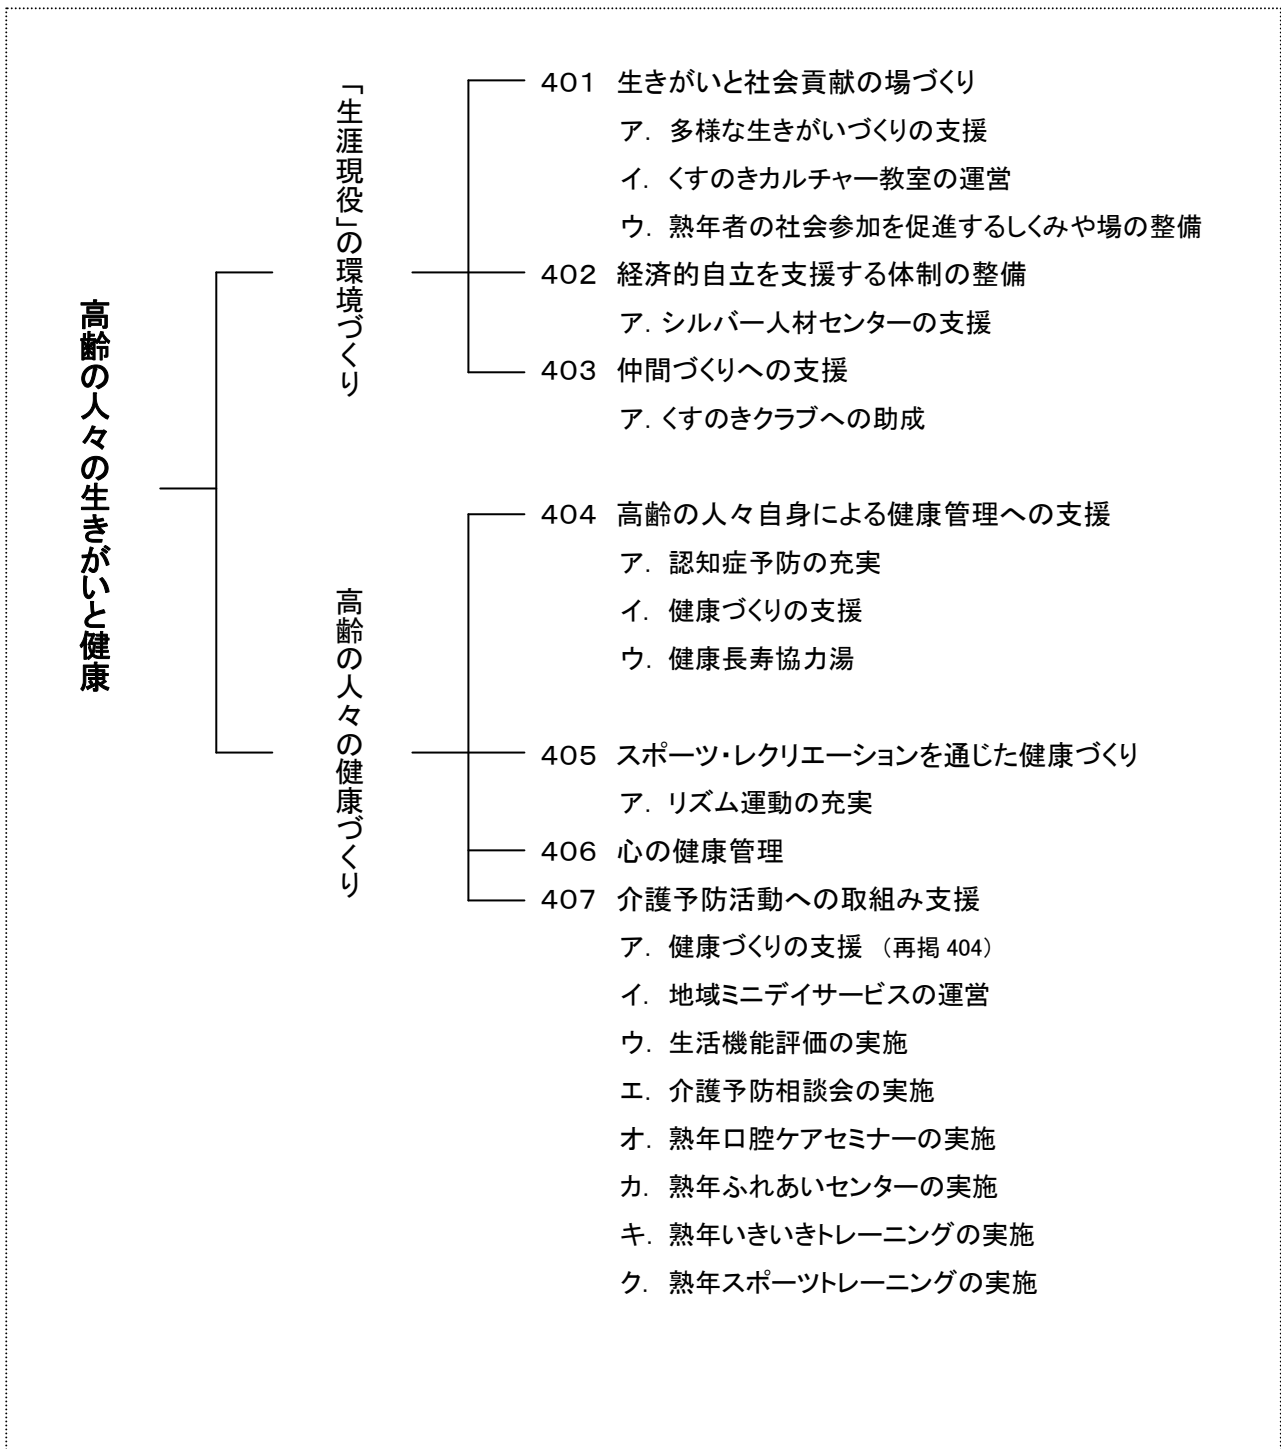 高齢の人々の生きがいと健康
「生涯現役」の環境づくり
401 生きがいと社会貢献の場づくり
ア. 多様な生きがいづくりの支援
イ. くすのきカルチャー教室の運営
ウ. 熟年者の社会参加を促進するしくみや場の整備
402 経済的自立を支援する体制の整備
ア. シルバー人材センターの支援
403 仲間づくりへの支援
ア. くすのきクラブへの助成
高齢の人々の健康づくり
404 高齢の人々自身による健康管理への支援
ア. 認知症予防の充実
イ. 健康づくりの支援
ウ. 健康長寿協力湯
405 スポーツ・レクリエーションを通じた健康づくり
ア. リズム運動の充実
406 心の健康管理
407 介護予防活動への取組み支援
ア. 健康づくりの支援 (再掲 404)
イ. 地域ミニデイサービスの運営
ウ. 生活機能評価の実施
エ. 介護予防相談会の実施
オ. 熟年口腔ケアセミナーの実施
カ. 熟年ふれあいセンターの実施
キ. 熟年いきいきトレーニングの実施
ク. 熟年スポーツトレーニングの実施